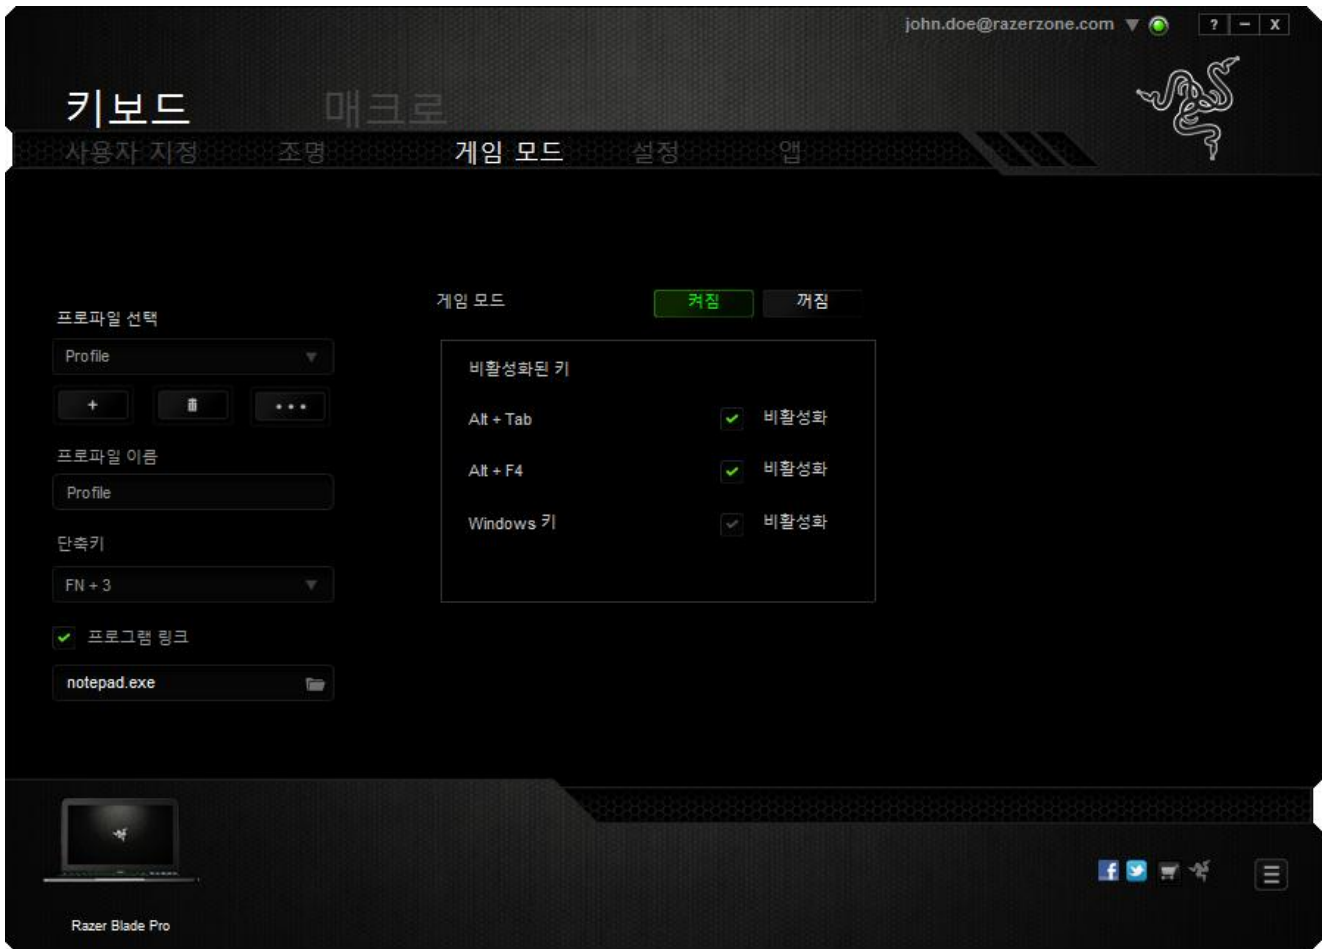 john.doe@razerzone.com
? – X
키보드 매크로
사용자 지정 조명 게임 모드 설정 앱
프로파일 선택
Profile
+ •••
프로파일 이름
Profile
단축키
FN + 3
프로그램 링크
notepad.exe
게임 모드 켜짐 꺼짐
비활성화된 키
Alt + Tab 비활성화
Alt + F4 비활성화
Windows 키 비활성화
Razer Blade Pro